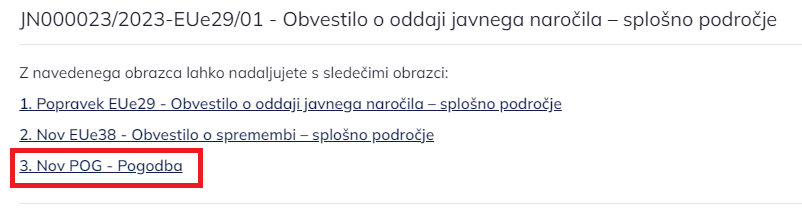 JN000023/2023-EUe29/01 - Obvestilo o oddaji javnega naročila – splošno področje
Z navedenega obrazca lahko nadaljujete s sledečimi obrazci:
1. Popravek EUe29 - Obvestilo o oddaji javnega naročila – splošno področje
2. Nov EUe38 - Obvestilo o spremembi – splošno področje
3. Nov POG - Pogodba